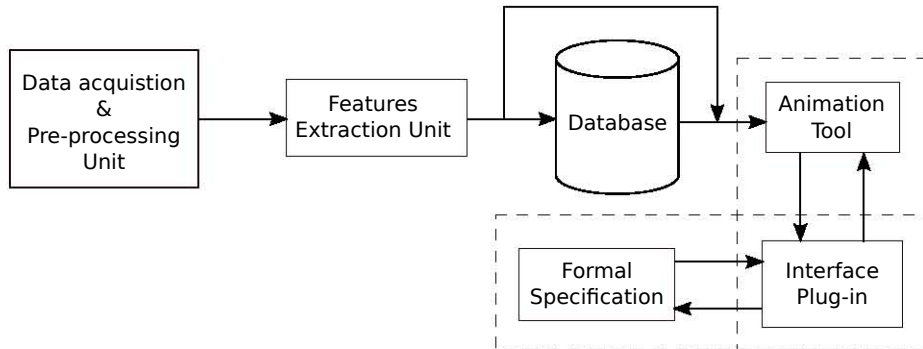 Data acquistion
&
Pre-processing
Unit
Features
Extraction Unit
Database
Animation
Tool
Formal
Specification
Interface
Plug-in